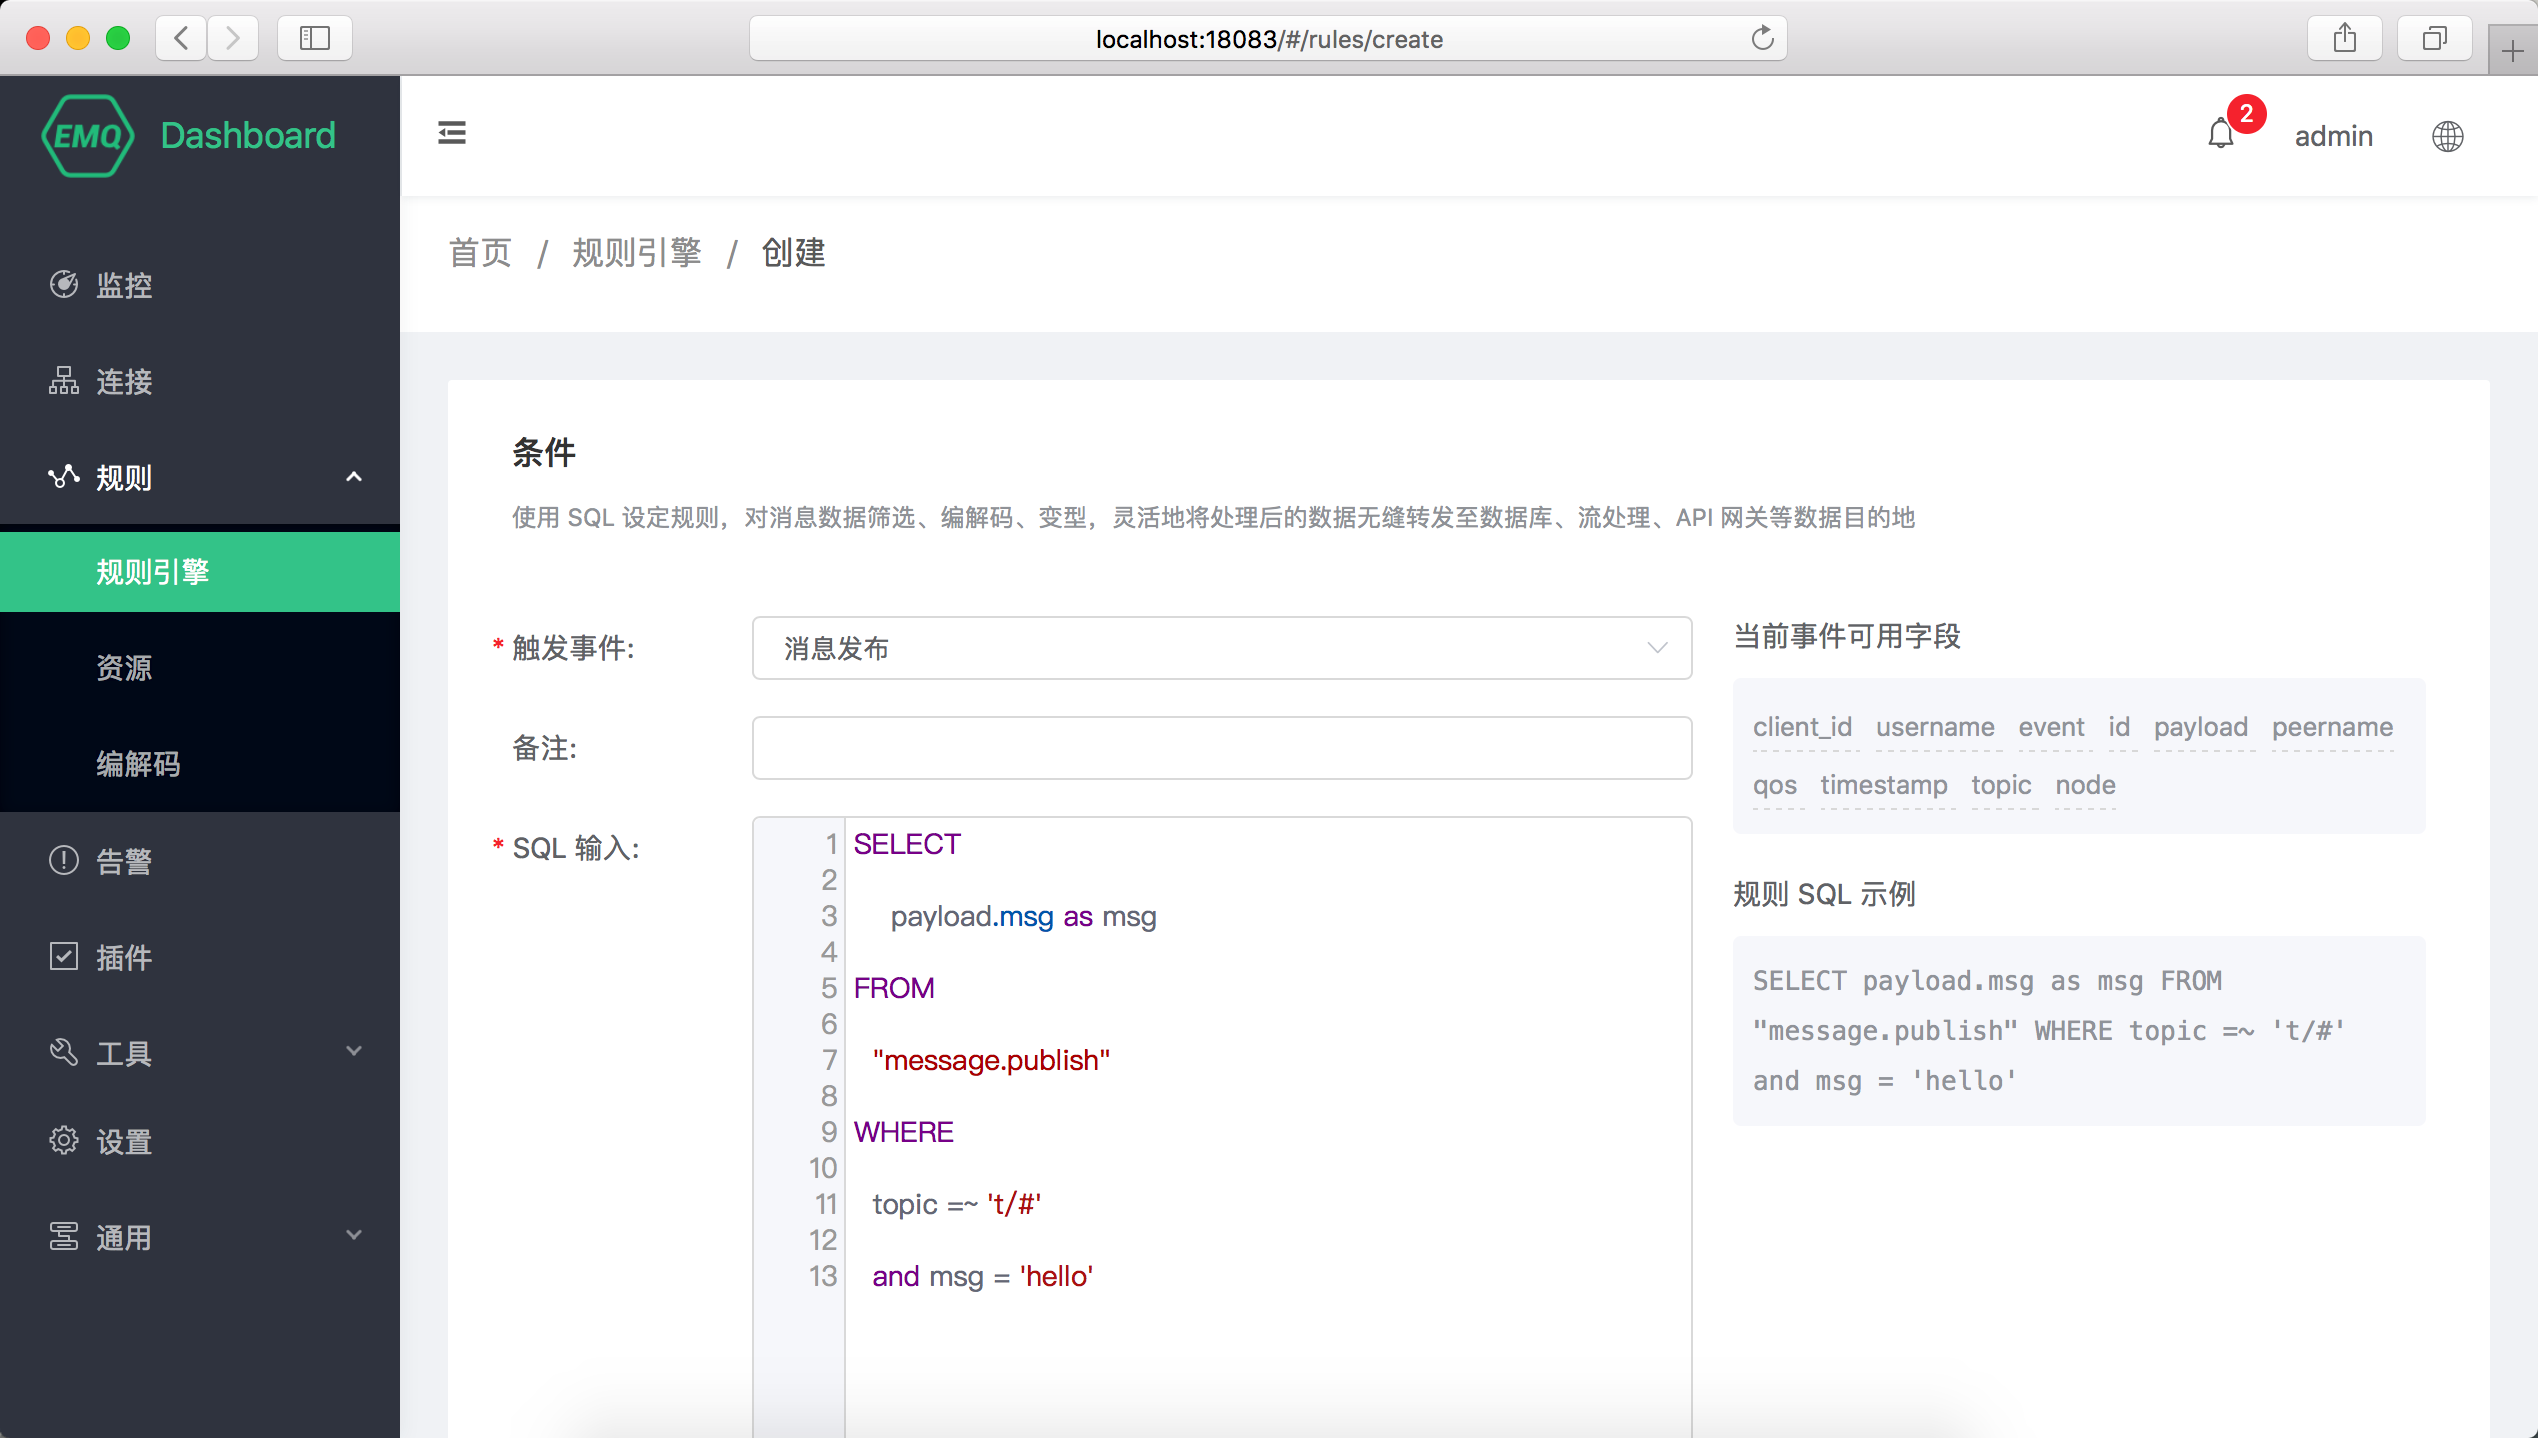 localhost:18083/#/rules/create
EMQ Dashboard
2
admin
首页 / 规则引擎 / 创建
监控
连接
规则
规则引擎
资源
编解码
告警
插件
工具
设置
通用
条件
使用 SQL 设定规则，对消息数据筛选、编解码、变型，灵活地将处理后的数据无缝转发至数据库、流处理、API 网关等数据目的地
* 触发事件: 消息发布
备注:
* SQL 输入:
1 SELECT
2
3 payload.msg as msg
4
5 FROM
6
7 "message.publish"
8
9 WHERE
10
11 topic =~ 't/#'
12
13 and msg = 'hello'
当前事件可用字段
client_id username event id payload peername
qos timestamp topic node
规则 SQL 示例
SELECT payload.msg as msg FROM
"message.publish" WHERE topic =~ 't/#'
and msg = 'hello'